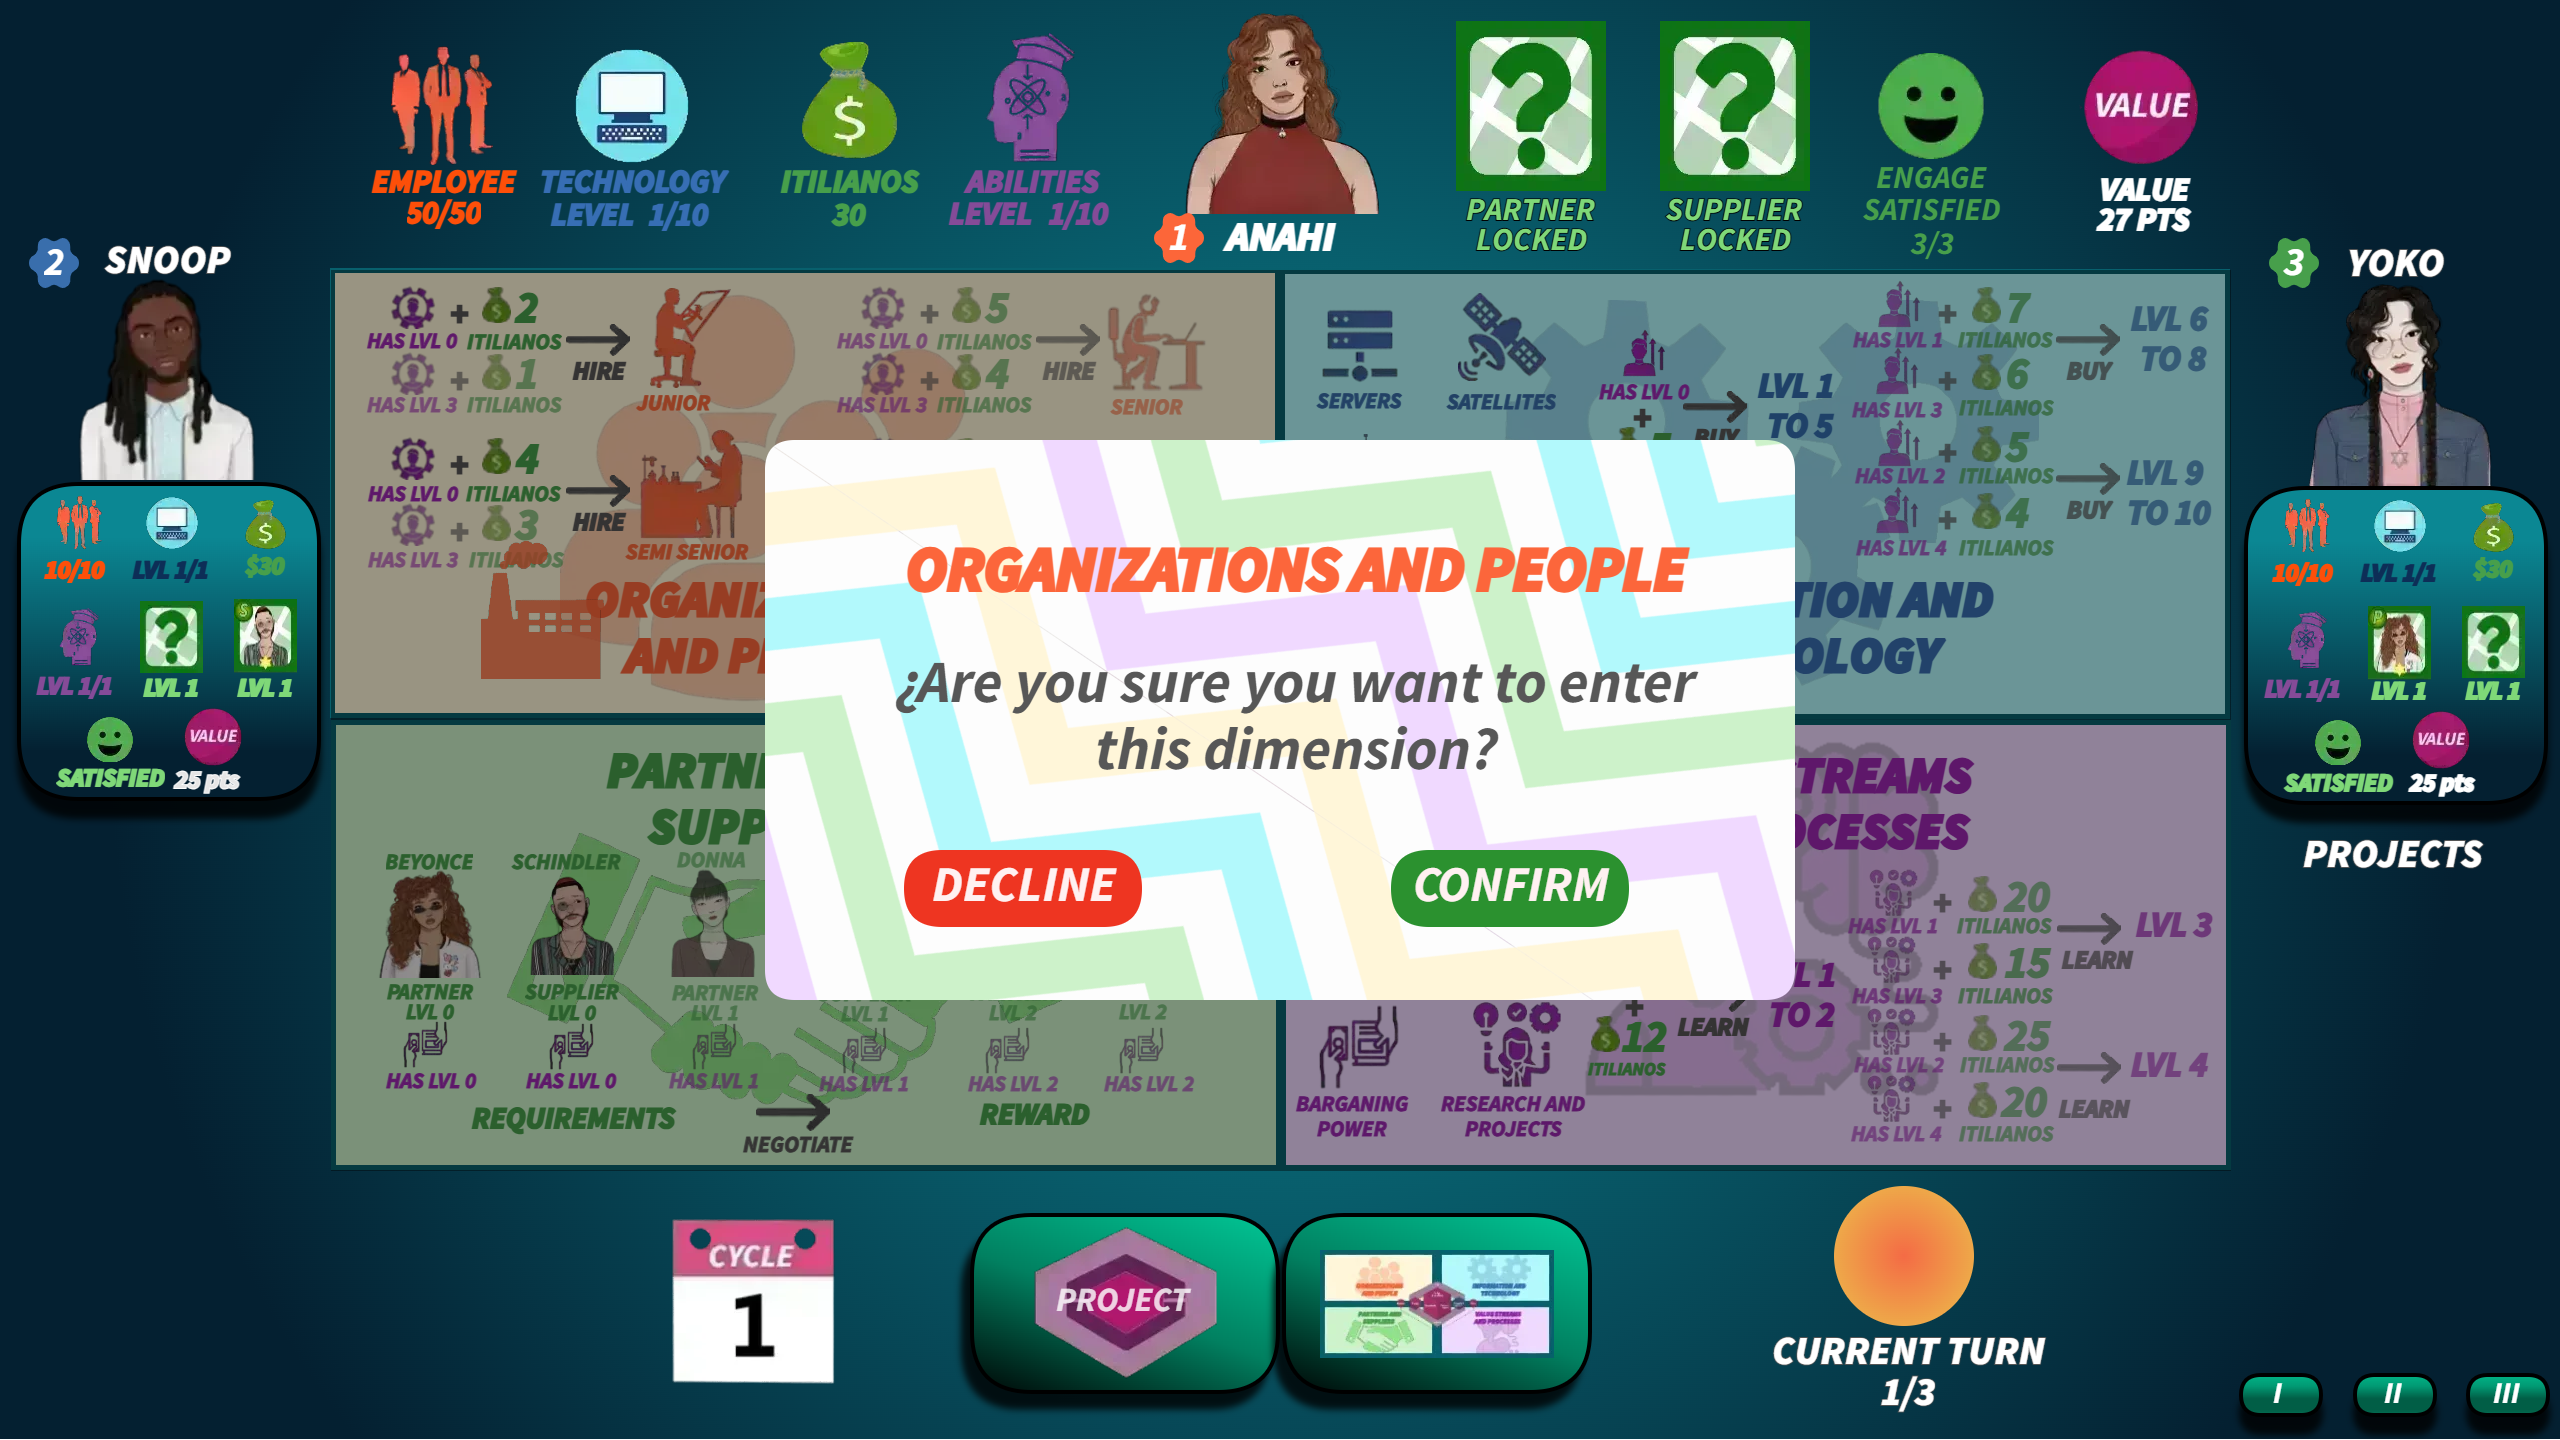 EMPLOYEE
50/50
TECHNOLOGY
LEVEL 1/10
$
ITILIANOS
30
ABILITIES
LEVEL 1/10
1 ANAHI
?
PARTNER
LOCKED
?
SUPPLIER
LOCKED
ENGAGE
SATISFIED
3/3
VALUE
VALUE
27 PTS
2 SNOOP
10/10
LVL 1/1
$
$30
LVL 1/1
?
LVL 1
S
LVL 1
SATISFIED
VALUE
25 pts
3 YOKO
10/10
LVL 1/1
$
$30
LVL 1/1
LVL 1
?
LVL 1
SATISFIED
VALUE
25 pts
PROJECTS
+ $ 2
HAS LVL 0 ITILIANOS
+ $ 1
HAS LVL 3 ITILIANOS
HIRE
JUNIOR
+ $ 5
HAS LVL 0 ITILIANOS
+ $ 4
HAS LVL 3 ITILIANOS
HIRE
SENIOR
+ $ 4
HAS LVL 0 ITILIANOS
+ $ 3
HAS LVL 3 ITILIANOS
HIRE
SEMI SENIOR
ORGANIZ
AND P
SERVERS
SATELLITES
HAS LVL 0
+
BUY
LVL 1
TO 5
+ $ 7
HAS LVL 1 ITILIANOS
+ $ 6
HAS LVL 3 ITILIANOS
BUY
LVL 6
TO 8
+ $ 5
HAS LVL 2 ITILIANOS
+ $ 4
HAS LVL 4 ITILIANOS
BUY
LVL 9
TO 10
TION AND
OLOGY
ORGANIZATIONS AND PEOPLE
¿Are you sure you want to enter
this dimension?
DECLINE
CONFIRM
PARTN
SUPP
BEYONCE
PARTNER
LVL 0
HAS LVL 0
SCHINDLER
SUPPLIER
LVL 0
HAS LVL 0
DONNA
PARTNER
LVL 1
HAS LVL 1
LVL 1
HAS LVL 1
LVL 2
HAS LVL 2
LVL 2
HAS LVL 2
REQUIREMENTS
NEGOTIATE
REWARD
TREAMS
OCESSES
BARGANING
POWER
RESEARCH AND
PROJECTS
+
$ 12
ITILIANOS
LEARN
L 1
TO 2
+ $ 20
HAS LVL 1 ITILIANOS
+ $ 15
HAS LVL 3 ITILIANOS
LEARN
LVL 3
+ $ 25
HAS LVL 2 ITILIANOS
+ $ 20
HAS LVL 4 ITILIANOS
LEARN
LVL 4
CYCLE
1
PROJECT
CURRENT TURN
1/3
I
II
III